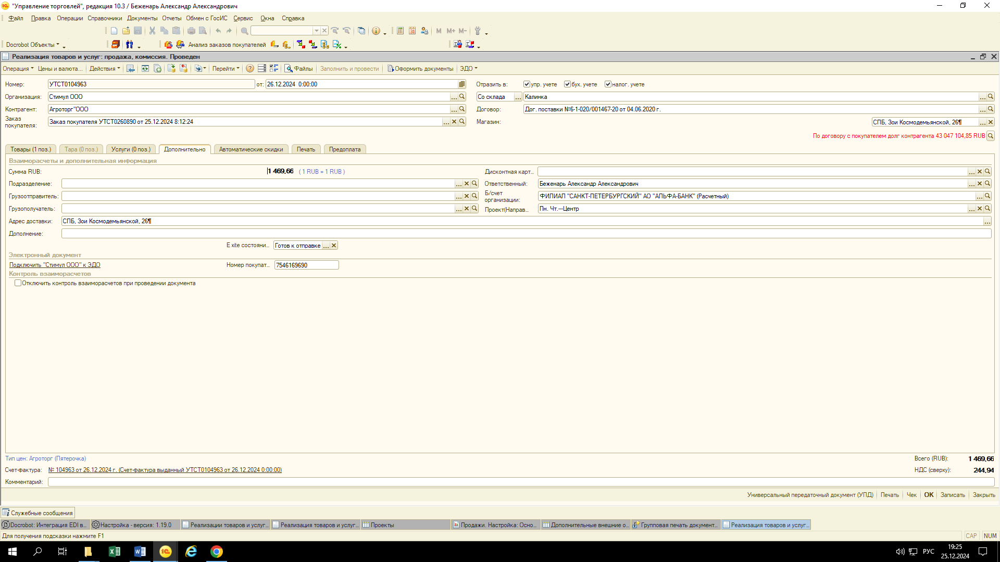 "Управление торговлей", редакция 10.3 / Беженарь Александр Александрович
Файл Правка Операции Справочники Документы Отчеты Обмен с ГосИС Сервис Окна Справка
M M+ M-
Docrobot Объекты Анализ заказов покупателей
Реализация товаров и услуг: продажа, комиссия. Проведен
Операция Цены и валюта... Действия Перейти Файлы Заполнить и провести Оформить документы ЭДО
Номер: УТСТ0104963 от: 26.12.2024 0:00:00 Отразить в: упр. учете бух. учете налог. учете
Организация: Стимул ООО Со склада Калинка
Контрагент: Агроторг"ООО Договор: Дог. поставки №6-1-020/001467-20 от 04.06.2020 г.
Заказ покупателя: Заказ покупателя УТСТ0260890 от 25.12.2024 8:12:24 Магазин: СПБ, Зои Космодемьянской, 26¶
По договору с покупателем долг контрагента 43 047 104,85 RUB
Товары (1 поз.) Тара (0 поз.) Услуги (0 поз.) Дополнительно Автоматические скидки Печать Предоплата
Взаиморасчеты и дополнительная информация
Сумма RUB: 1 469,66 ( 1 RUB = 1 RUB ) Дисконтная карт...
Подразделение: Ответственный: Беженарь Александр Александрович
Грузоотправитель: Б/счет организации: ФИЛИАЛ "САНКТ-ПЕТЕРБУРГСКИЙ" АО "АЛЬФА-БАНК" (Расчетный)
Грузополучатель: Проект(Направ... Пн. Чт.---Центр
Адрес доставки: СПБ, Зои Космодемьянской, 26¶
Дополнение:
E xite состояни... Готов к отправке
Электронный документ
Подключить "Стимул ООО" к ЭДО Номер покупат... 7546169690
Контроль взаиморасчетов
Отключить контроль взаиморасчетов при проведении документа
Тип цен: Агроторг (Пятерочка) Всего (RUB): 1 469,66
Счет-фактура: № 104963 от 26.12.2024 г. (Счет-фактура выданный УТСТ0104963 от 26.12.2024 0:00:00) НДС (сверху): 244,94
Комментарий:
Универсальный передаточный документ (УПД) Печать Чек OK Записать Закрыть
Служебные сообщения
Docrobot: Интеграция EDI в... Настройка - версия: 1.19.0 Реализации товаров и услуг... Реализация товаров и услуг... Проекты Продажи. Настройка: Осно... Дополнительные внешние о... Групповая печать документ... Реализация товаров и услуг...
Для получения подсказки нажмите F1 CAP NUM
РУС 19:25
25.12.2024